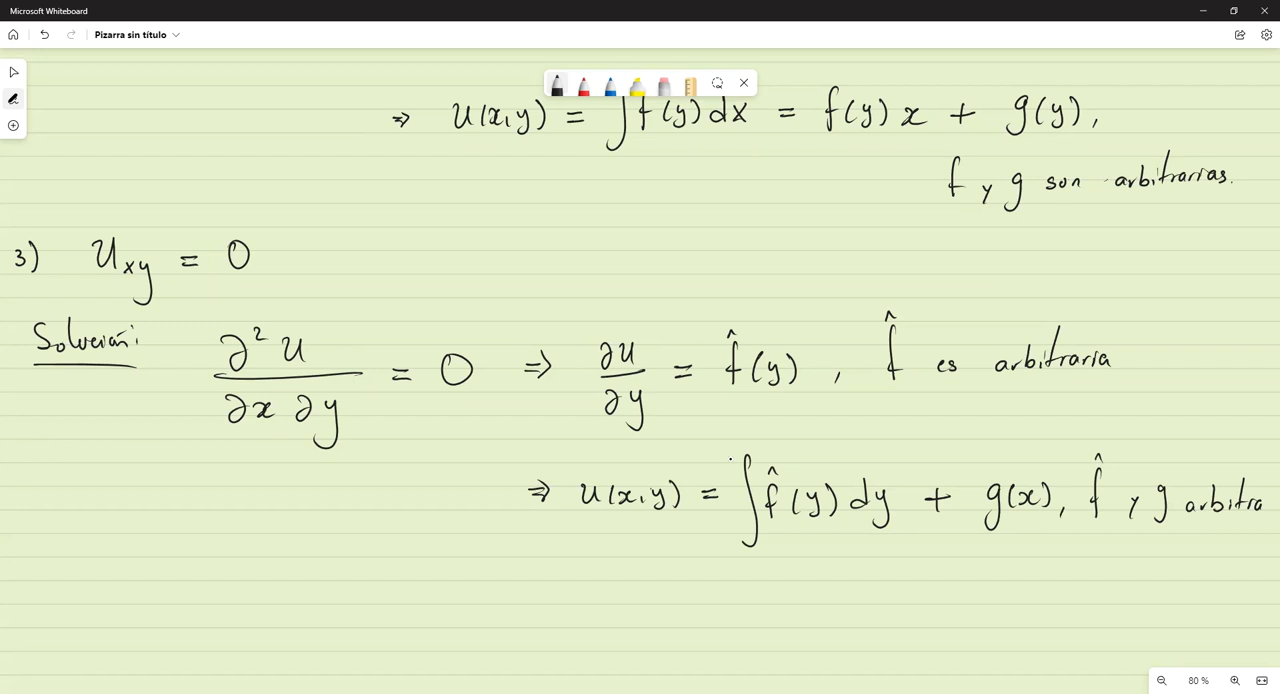 Microsoft Whiteboard
Pizarra sin título
⇒ u(x,y) = ∫ f(y) dx = f(y) x + g(y),
f y g son arbitrarias.
3) u_xy = 0
Solución: ∂²u / ∂x ∂y = 0 ⇒ ∂u / ∂y = f̂(y), f̂ es arbitraria
⇒ u(x,y) = ∫ f̂(y) dy + g(x), f̂ y g arbitra
80 %